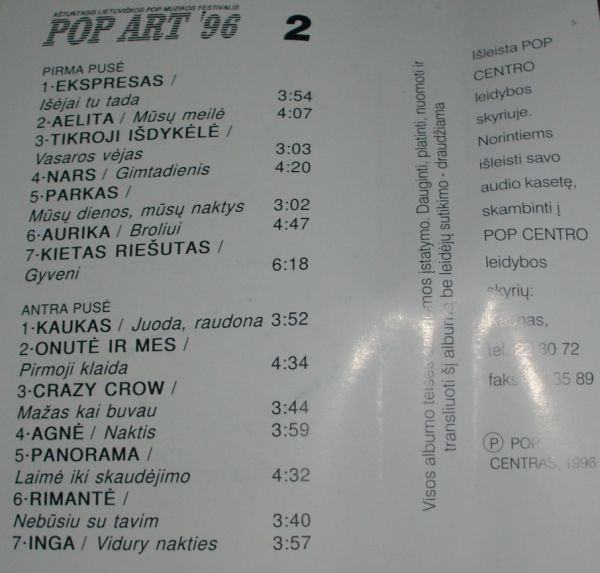 AŠTUNTASIS LIETUVIŠKOS POP MUZIKOS FESTIVALIS
POP ART '96 2
PIRMA PUSĖ
1·EKSPRESAS /
Išėjai tu tada 3:54
2·AELITA / Mūsų meilė 4:07
3·TIKROJI IŠDYKĖLĖ /
Vasaros vėjas 3:03
4·NARS / Gimtadienis 4:20
5·PARKAS /
Mūsų dienos, mūsų naktys 3:02
6·AURIKA / Broliui 4:47
7·KIETAS RIEŠUTAS /
Gyveni 6:18
ANTRA PUSĖ
1·KAUKAS / Juoda, raudona 3:52
2·ONUTĖ IR MES /
Pirmoji klaida 4:34
3·CRAZY CROW /
Mažas kai buvau 3:44
4·AGNĖ / Naktis 3:59
5·PANORAMA /
Laimė iki skaudėjimo 4:32
6·RIMANTĖ /
Nebūsiu su tavim 3:40
7·INGA / Vidury nakties 3:57
Visos albumo teisės įstatymo. Dauginti, platinti, nuomoti ir
transliuoti šį albumą be leidėjų sutikimo - draudžiama
Išleista POP
CENTRO
leidybos
skyriuje.
Norintiems
išleisti savo
audio kasetę,
skambinti į
POP CENTRO
leidybos
skyrių:
Kaunas,
tel. 30 72
faks. 35 89
Ⓟ POP
CENTRAS, 1996